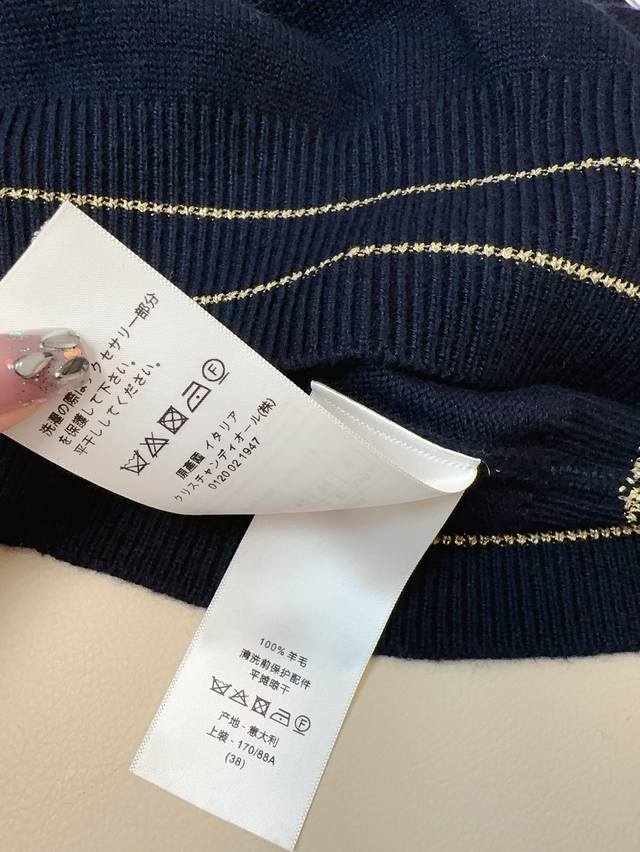 洗濯の際はアクセサリー部分
を保護して下さい。
平干ししてください。
F
原産国 イタリア
クリスチャンディオール(株)
0120 02 1947
100% 羊毛
清洗前保护配件
平摊晾干
F
产地 - 意大利
上装 - 170/88A
(38)